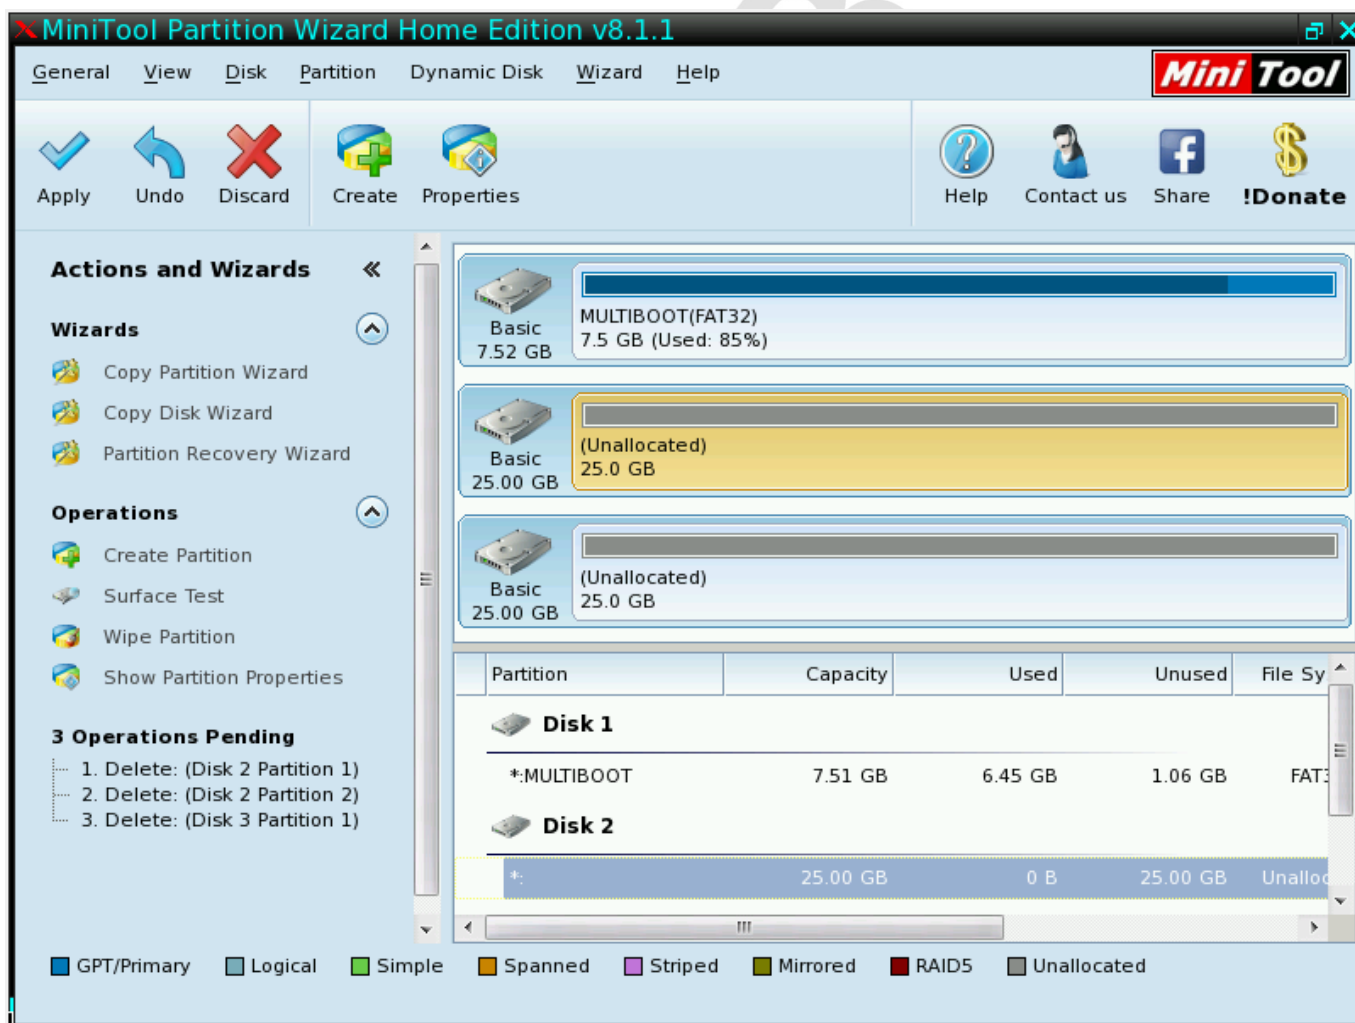 MiniTool Partition Wizard Home Edition v8.1.1
General View Disk Partition Dynamic Disk Wizard Help
Mini Tool
Apply Undo Discard Create Properties Help Contact us Share !Donate
Actions and Wizards
Wizards
Copy Partition Wizard
Copy Disk Wizard
Partition Recovery Wizard
Operations
Create Partition
Surface Test
Wipe Partition
Show Partition Properties
3 Operations Pending
1. Delete: (Disk 2 Partition 1)
2. Delete: (Disk 2 Partition 2)
3. Delete: (Disk 3 Partition 1)
Basic
7.52 GB
MULTIBOOT(FAT32)
7.5 GB (Used: 85%)
Basic
25.00 GB
(Unallocated)
25.0 GB
Basic
25.00 GB
(Unallocated)
25.0 GB
Partition Capacity Used Unused File Sy
Disk 1
*:MULTIBOOT 7.51 GB 6.45 GB 1.06 GB FAT3
Disk 2
*: 25.00 GB 0 B 25.00 GB Unalloc
GPT/Primary Logical Simple Spanned Striped Mirrored RAID5 Unallocated